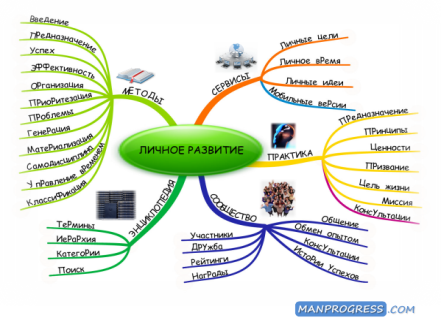 Введение
Предназначение
Успех
Эффективность
Организация
Приоритезация
Проблемы
Генерация
Материализация
Самодисциплина
Управление временем
Классификация
МЕТОДЫ
СЕРВИСЫ
Личные цели
Личное время
Личные идеи
Мобильные версии
ЛИЧНОЕ РАЗВИТИЕ
ПРАКТИКА
Предназначение
Принципы
Ценности
Призвание
Цель жизни
Миссия
Консультации
ЭНЦИКЛОПЕДИЯ
Термины
Иерархия
Категории
Поиск
СООБЩЕСТВО
Участники
Дружба
Рейтинги
Награды
Общение
Обмен опытом
Консультации
Истории успехов
MANPROGRESS.COM